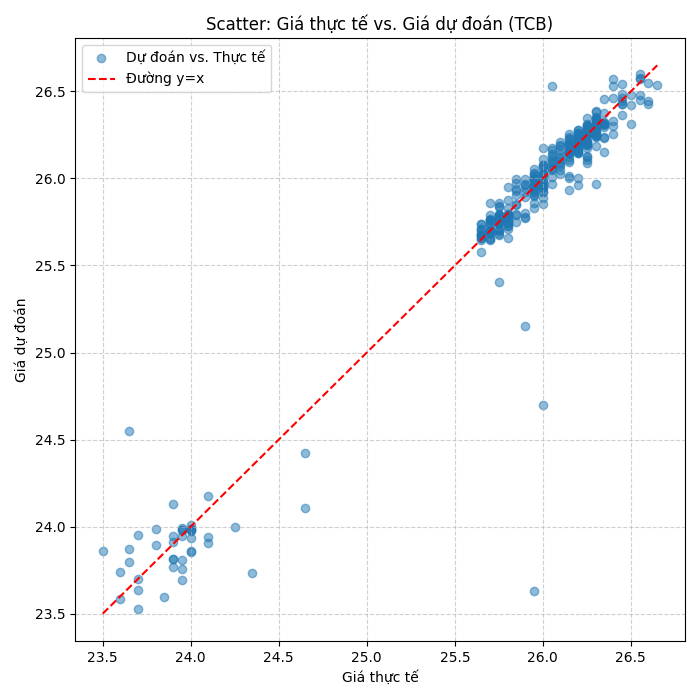 Scatter: Giá thực tế vs. Giá dự đoán (TCB)
Dự đoán vs. Thực tế
Đường y=x
Giá dự đoán
26.5
26.0
25.5
25.0
24.5
24.0
23.5
23.5 24.0 24.5 25.0 25.5 26.0 26.5
Giá thực tế